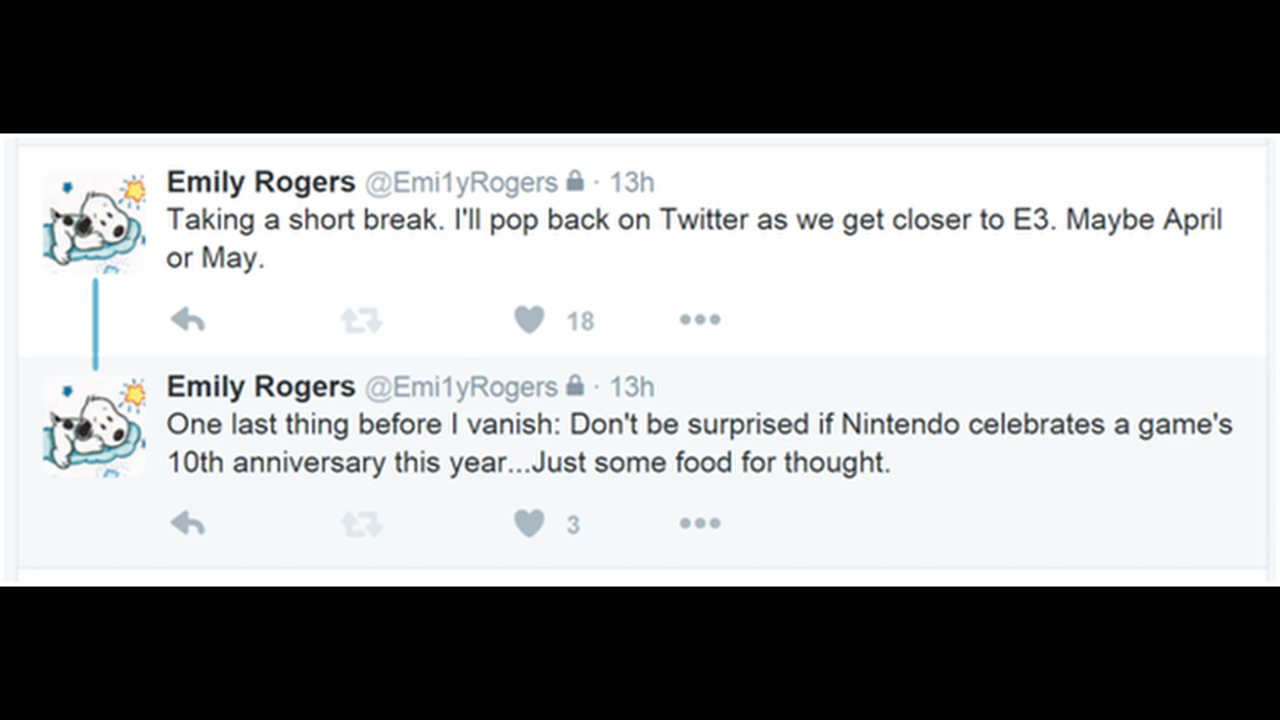 Emily Rogers @Emi1yRogers · 13h
Taking a short break. I'll pop back on Twitter as we get closer to E3. Maybe April
or May.
18
Emily Rogers @Emi1yRogers · 13h
One last thing before I vanish: Don't be surprised if Nintendo celebrates a game's
10th anniversary this year...Just some food for thought.
3